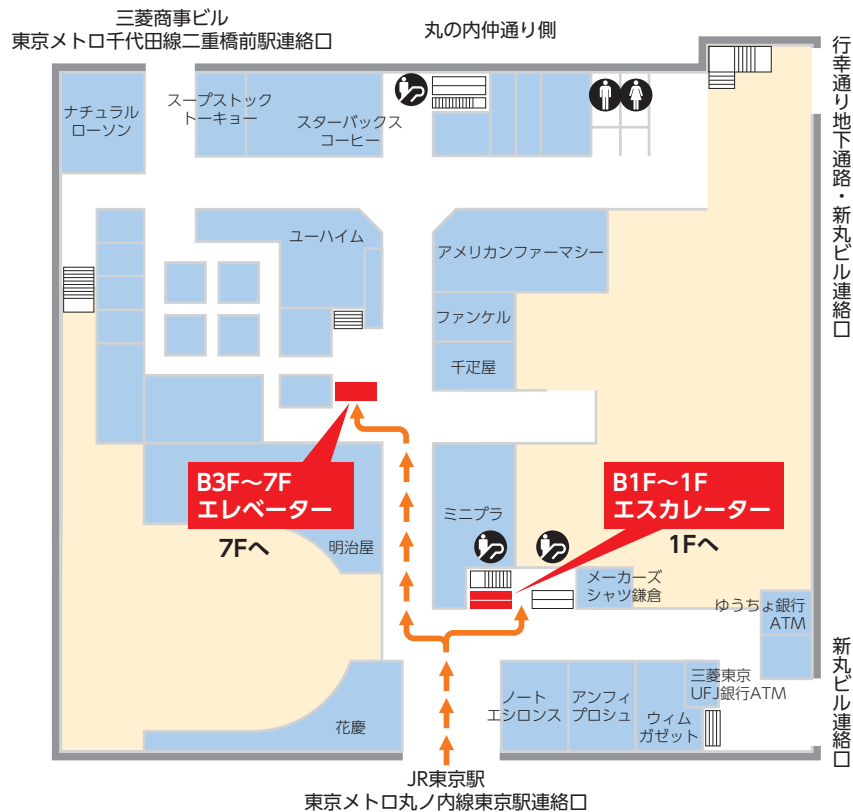 三菱商事ビル
東京メトロ千代田線二重橋前駅連絡口
丸の内仲通り側
行幸通り地下通路・新丸ビル連絡口
ナチュラル
ローソン
スープストック
トーキョー
スターバックス
コーヒー
ユーハイム
アメリカンファーマシー
ファンケル
千疋屋
B3F〜7F
エレベーター
7Fへ
明治屋
B1F〜1F
エスカレーター
1Fへ
ミニプラ
メーカーズ
シャツ鎌倉
ゆうちょ銀行
ATM
三菱東京
UFJ銀行ATM
新丸ビル連絡口
ノート
エシロンス
アンフィ
プロシュ
ウィム
ガゼット
花慶
JR東京駅
東京メトロ丸ノ内線東京駅連絡口